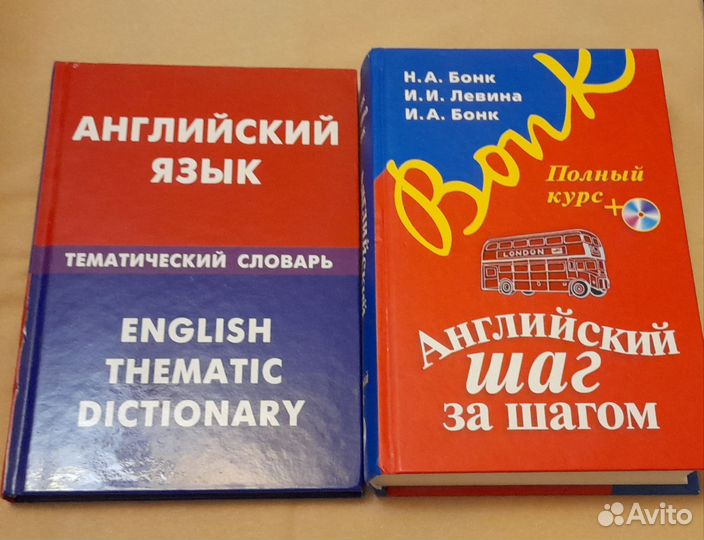 АНГЛИЙСКИЙ
ЯЗЫК
ТЕМАТИЧЕСКИЙ СЛОВАРЬ
ENGLISH
THEMATIC
DICTIONARY
Н.А. Бонк
И.И. Левина
И.А. Бонк
Bonk
Полный
курс+
LONDON
Английский
шаг
за шагом
Avito